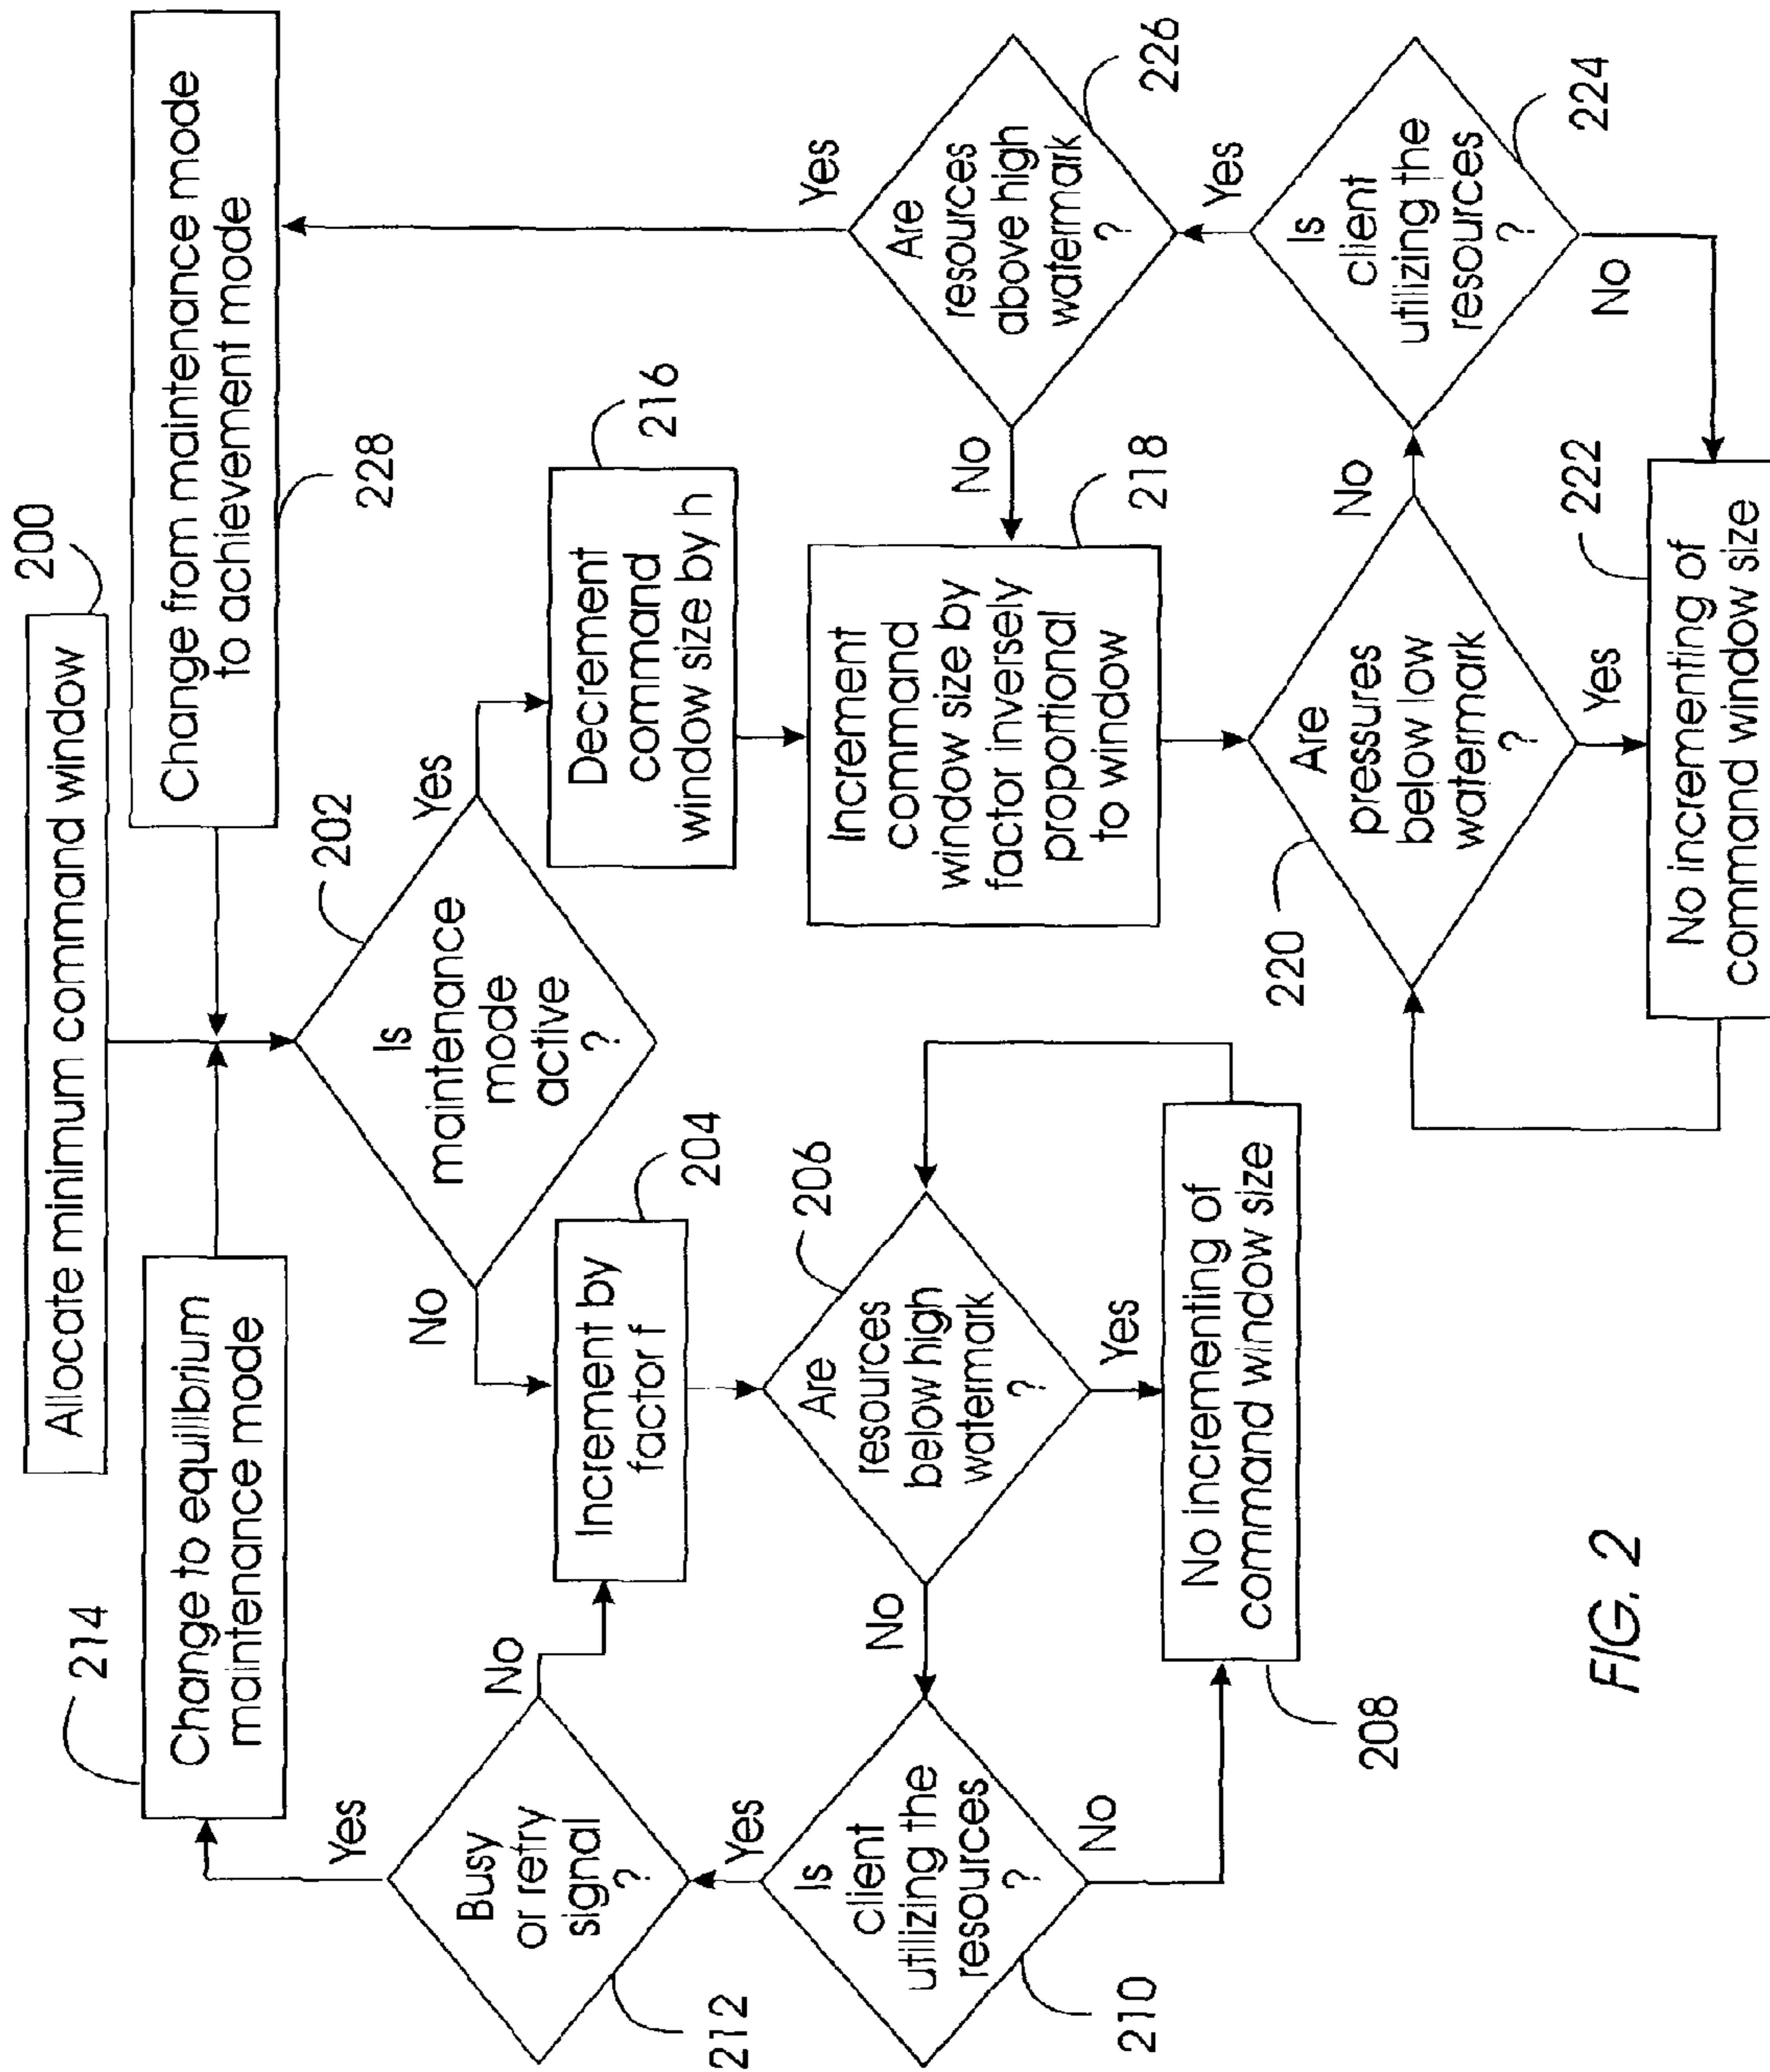 200
Allocate minimum command window
214
Change to equilibrium
maintenance mode
Change from maintenance mode
to achievement mode
228
202
Is
maintenance
mode
active
?
No
Yes
204
Increment by
factor f
206
Are
resources
below high
watermark
?
Yes
No
No incrementing of
command window size
208
210
Is
client
utilizing the
resources
?
No
Yes
212
Busy
or retry
signal
?
No
Yes
216
Decrement
command
window size by h
218
Increment
command
window size by
factor inversely
proportional
to window
220
Are
pressures
below low
watermark
?
Yes
No
222
No incrementing of
command window size
224
Is
client
utilizing the
resources
?
No
Yes
226
Are
resources
above high
watermark
?
No
Yes
FIG. 2